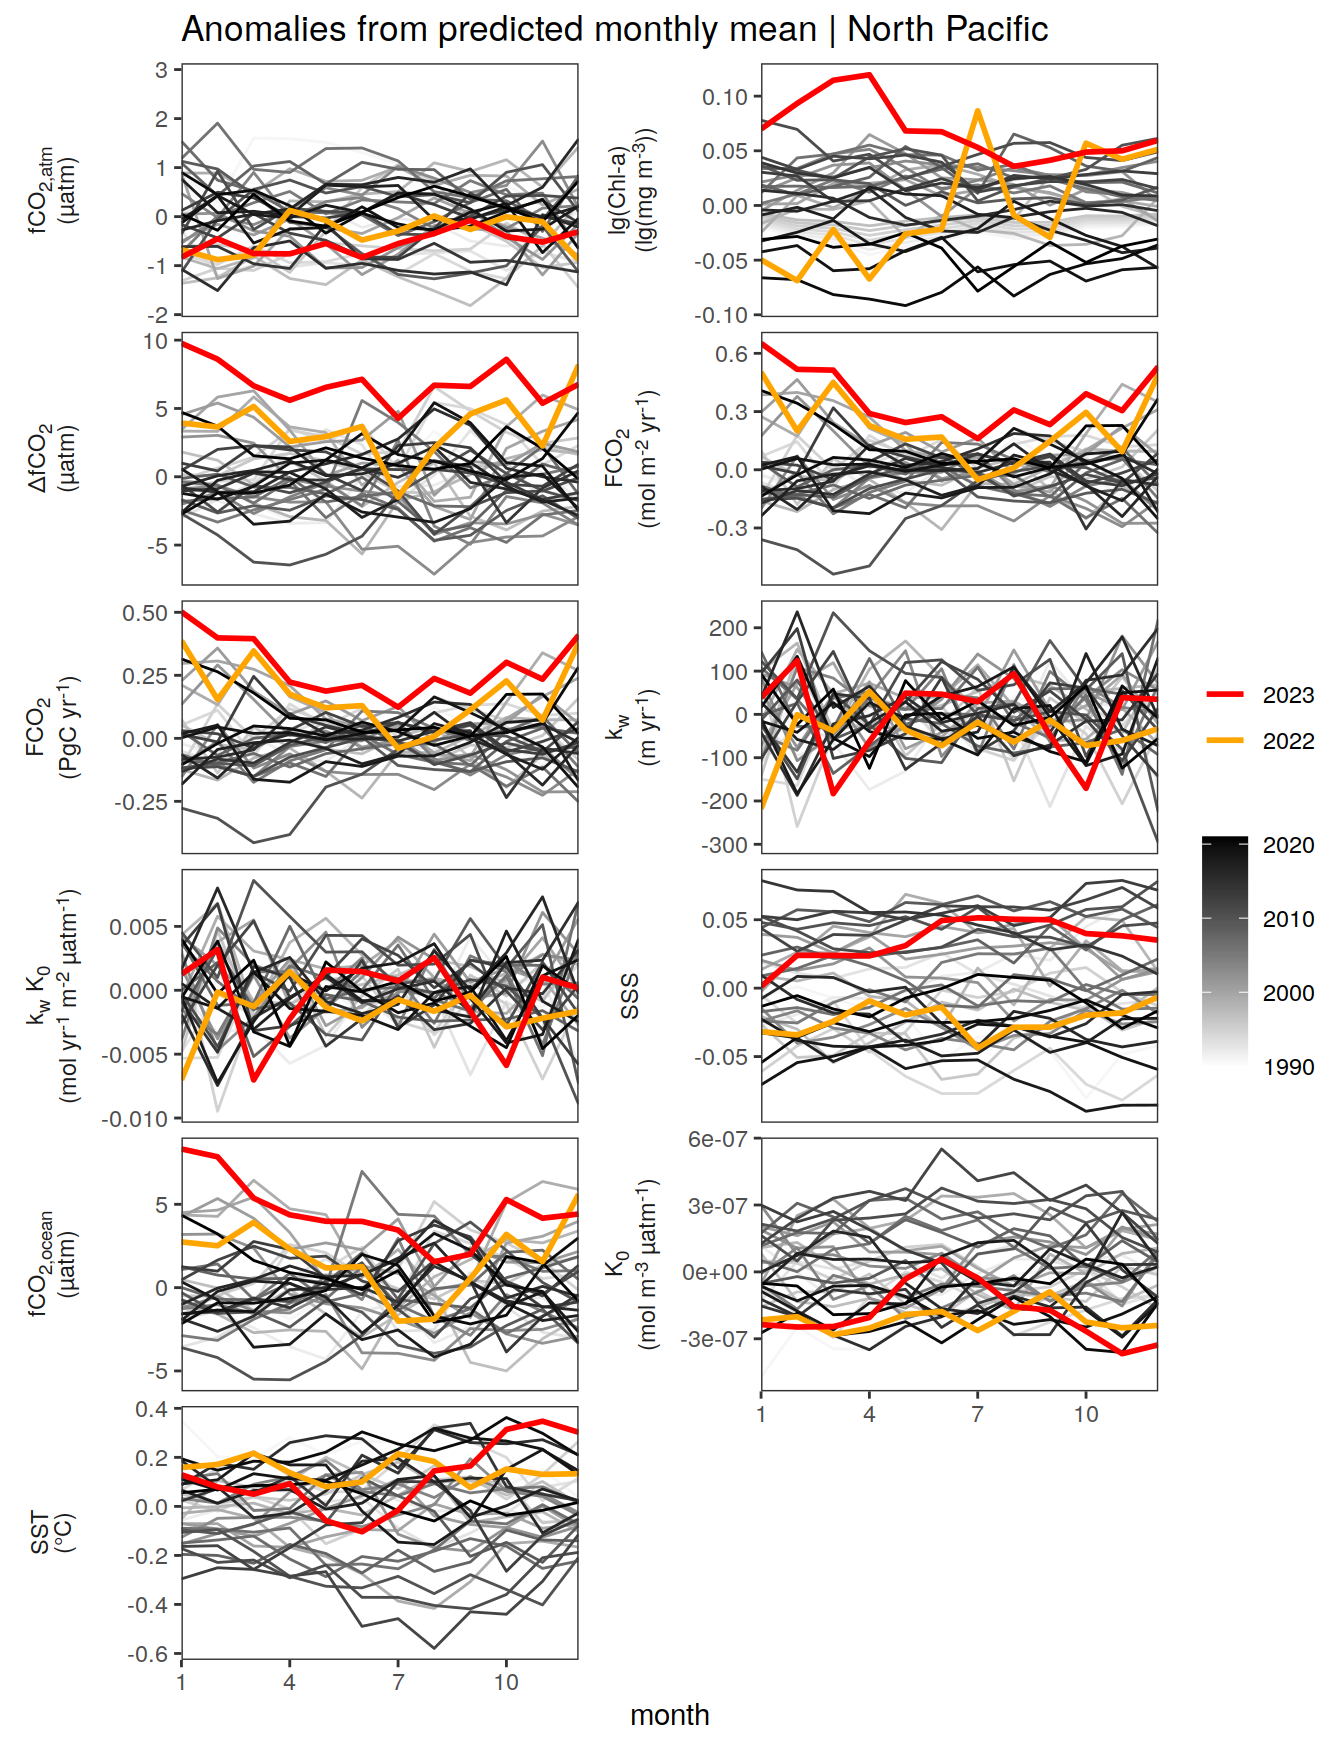 Anomalies from predicted monthly mean | North Pacific
fCO2,atm
(µatm)
3
2
1
0
-1
-2
lg(Chl-a)
(lg(mg m-3))
0.10
0.05
0.00
-0.05
-0.10
ΔfCO2
(µatm)
10
5
0
-5
FCO2
(mol m-2 yr-1)
0.6
0.3
0.0
-0.3
FCO2
(PgC yr-1)
0.50
0.25
0.00
-0.25
kw
(m yr-1)
200
100
0
-100
-200
-300
kw K0
(mol yr-1 m-2 µatm-1)
0.005
0.000
-0.005
-0.010
SSS
0.05
0.00
-0.05
fCO2,ocean
(µatm)
5
0
-5
K0
(mol m-3 µatm-1)
6e-07
3e-07
0e+00
-3e-07
1 4 7 10
SST
(°C)
0.4
0.2
0.0
-0.2
-0.4
-0.6
1 4 7 10
month
2023
2022
2020
2010
2000
1990